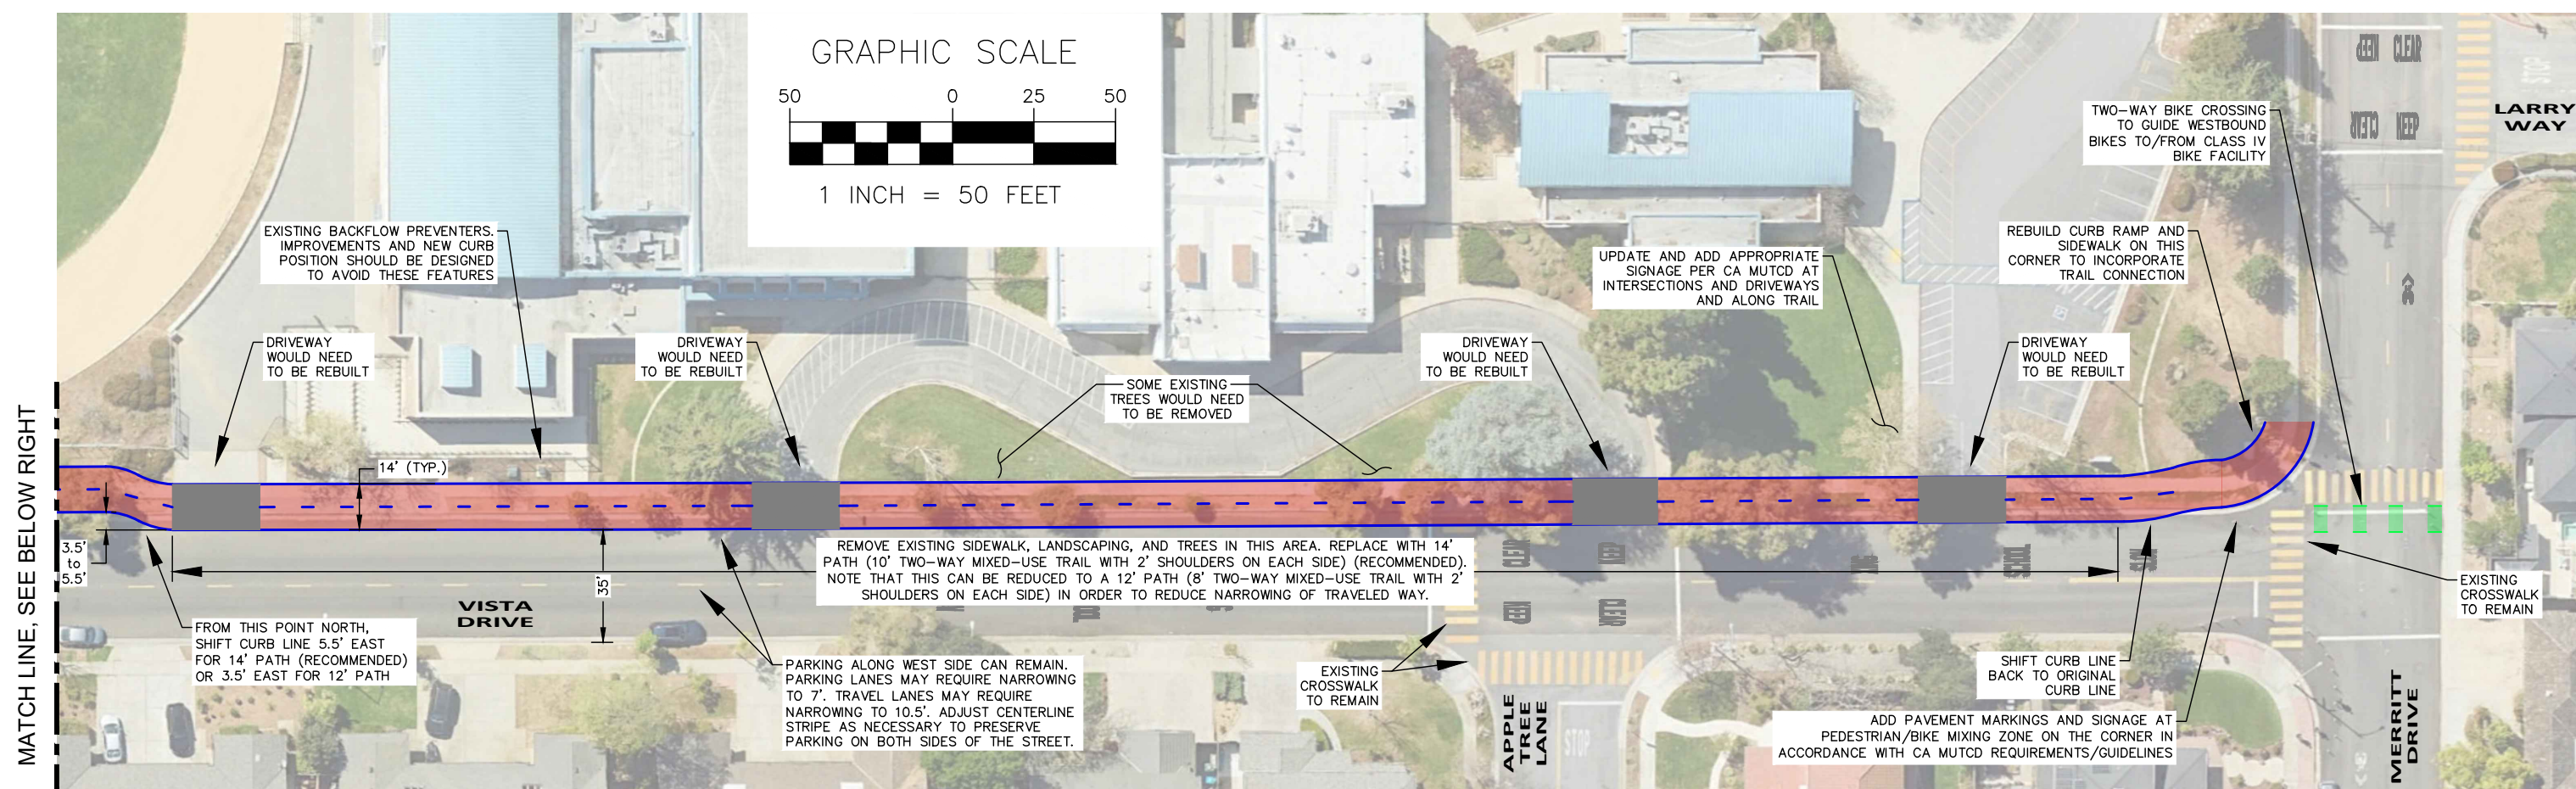 GRAPHIC SCALE
50
0
25
50
1 INCH = 50 FEET
KEEP CLEAR
CLEAR KEEP
STOP
LARRY
WAY
TWO-WAY BIKE CROSSING
TO GUIDE WESTBOUND
BIKES TO/FROM CLASS IV
BIKE FACILITY
EXISTING BACKFLOW PREVENTERS.
IMPROVEMENTS AND NEW CURB
POSITION SHOULD BE DESIGNED
TO AVOID THESE FEATURES
UPDATE AND ADD APPROPRIATE
SIGNAGE PER CA MUTCD AT
INTERSECTIONS AND DRIVEWAYS
AND ALONG TRAIL
REBUILD CURB RAMP AND
SIDEWALK ON THIS
CORNER TO INCORPORATE
TRAIL CONNECTION
DRIVEWAY
WOULD NEED
TO BE REBUILT
DRIVEWAY
WOULD NEED
TO BE REBUILT
SOME EXISTING
TREES WOULD NEED
TO BE REMOVED
DRIVEWAY
WOULD NEED
TO BE REBUILT
DRIVEWAY
WOULD NEED
TO BE REBUILT
MATCH LINE, SEE BELOW RIGHT
14' (TYP.)
3.5'
to
5.5'
35'
REMOVE EXISTING SIDEWALK, LANDSCAPING, AND TREES IN THIS AREA. REPLACE WITH 14'
PATH (10' TWO-WAY MIXED-USE TRAIL WITH 2' SHOULDERS ON EACH SIDE) (RECOMMENDED).
NOTE THAT THIS CAN BE REDUCED TO A 12' PATH (8' TWO-WAY MIXED-USE TRAIL WITH 2'
SHOULDERS ON EACH SIDE) IN ORDER TO REDUCE NARROWING OF TRAVELED WAY.
VISTA
DRIVE
FROM THIS POINT NORTH,
SHIFT CURB LINE 5.5' EAST
FOR 14' PATH (RECOMMENDED)
OR 3.5' EAST FOR 12' PATH
PARKING ALONG WEST SIDE CAN REMAIN.
PARKING LANES MAY REQUIRE NARROWING
TO 7'. TRAVEL LANES MAY REQUIRE
NARROWING TO 10.5'. ADJUST CENTERLINE
STRIPE AS NECESSARY TO PRESERVE
PARKING ON BOTH SIDES OF THE STREET.
EXISTING
CROSSWALK
TO REMAIN
KEEP
CLEAR
APPLE
TREE
LANE
STOP
SHIFT CURB LINE
BACK TO ORIGINAL
CURB LINE
ADD PAVEMENT MARKINGS AND SIGNAGE AT
PEDESTRIAN/BIKE MIXING ZONE ON THE CORNER IN
ACCORDANCE WITH CA MUTCD REQUIREMENTS/GUIDELINES
EXISTING
CROSSWALK
TO REMAIN
MERRITT
DRIVE